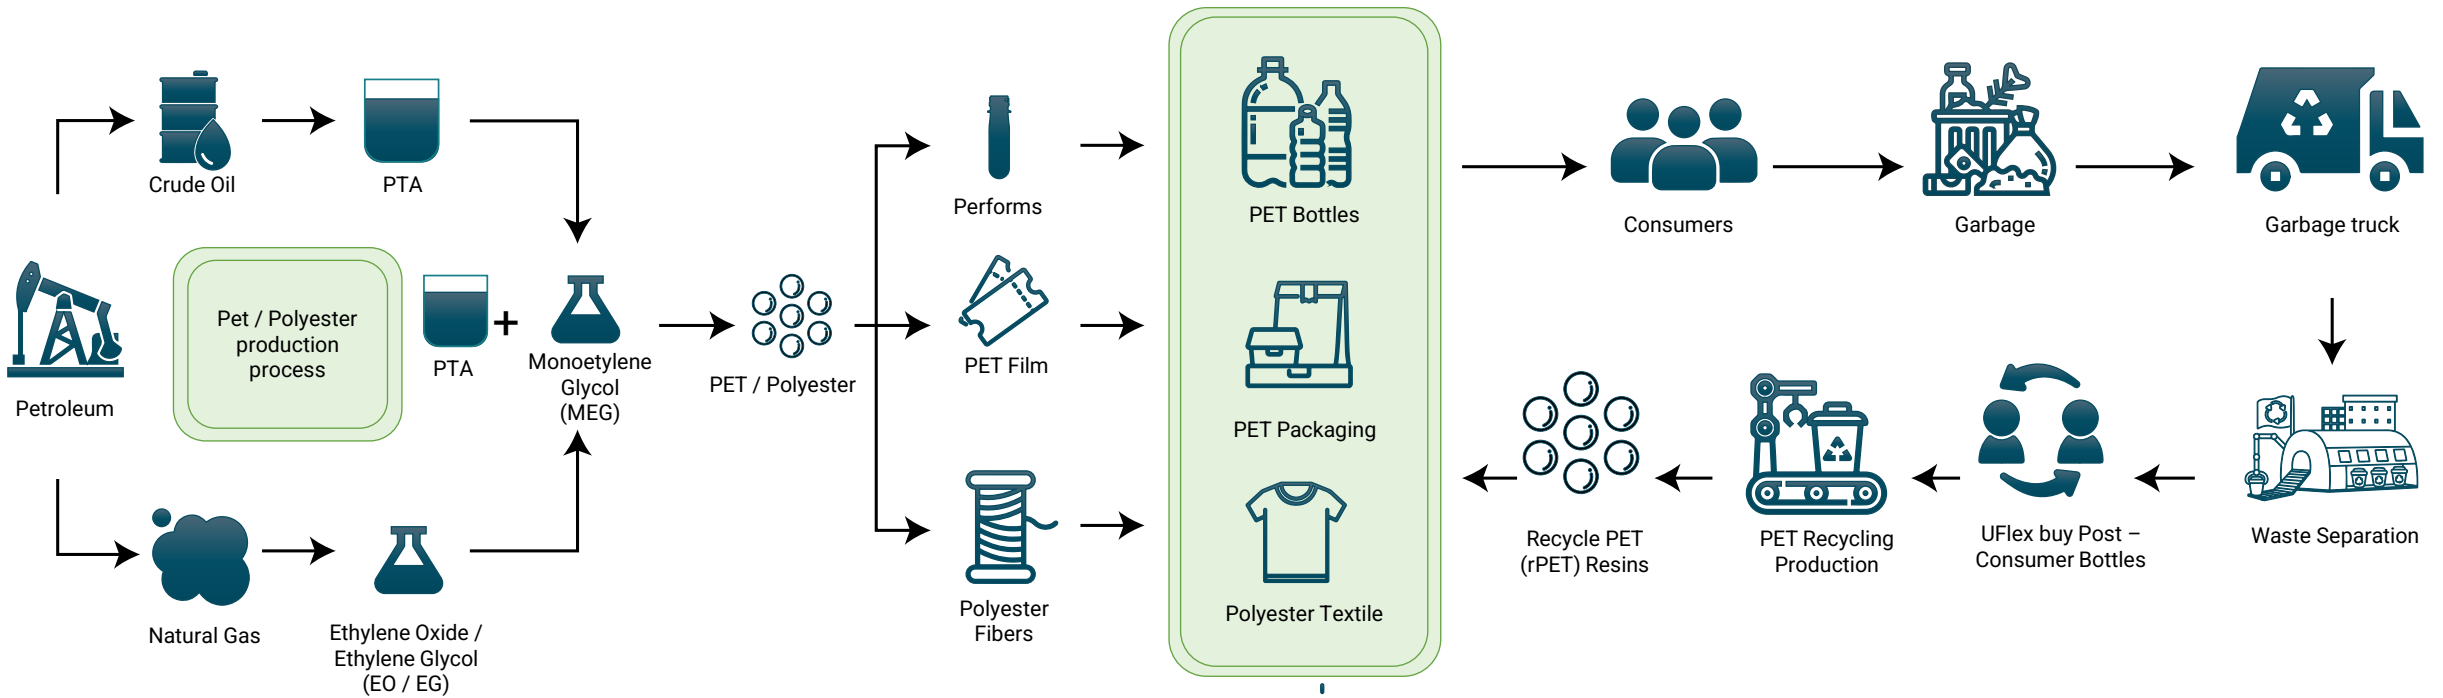 Crude Oil
PTA
Petroleum
Pet / Polyester
production
process
PTA
+
Monoetylene
Glycol
(MEG)
Natural Gas
Ethylene Oxide /
Ethylene Glycol
(EO / EG)
PET / Polyester
Performs
PET Film
Polyester
Fibers
PET Bottles
PET Packaging
Polyester Textile
Consumers
Garbage
Garbage truck
Waste Separation
UFlex buy Post –
Consumer Bottles
PET Recycling
Production
Recycle PET
(rPET) Resins